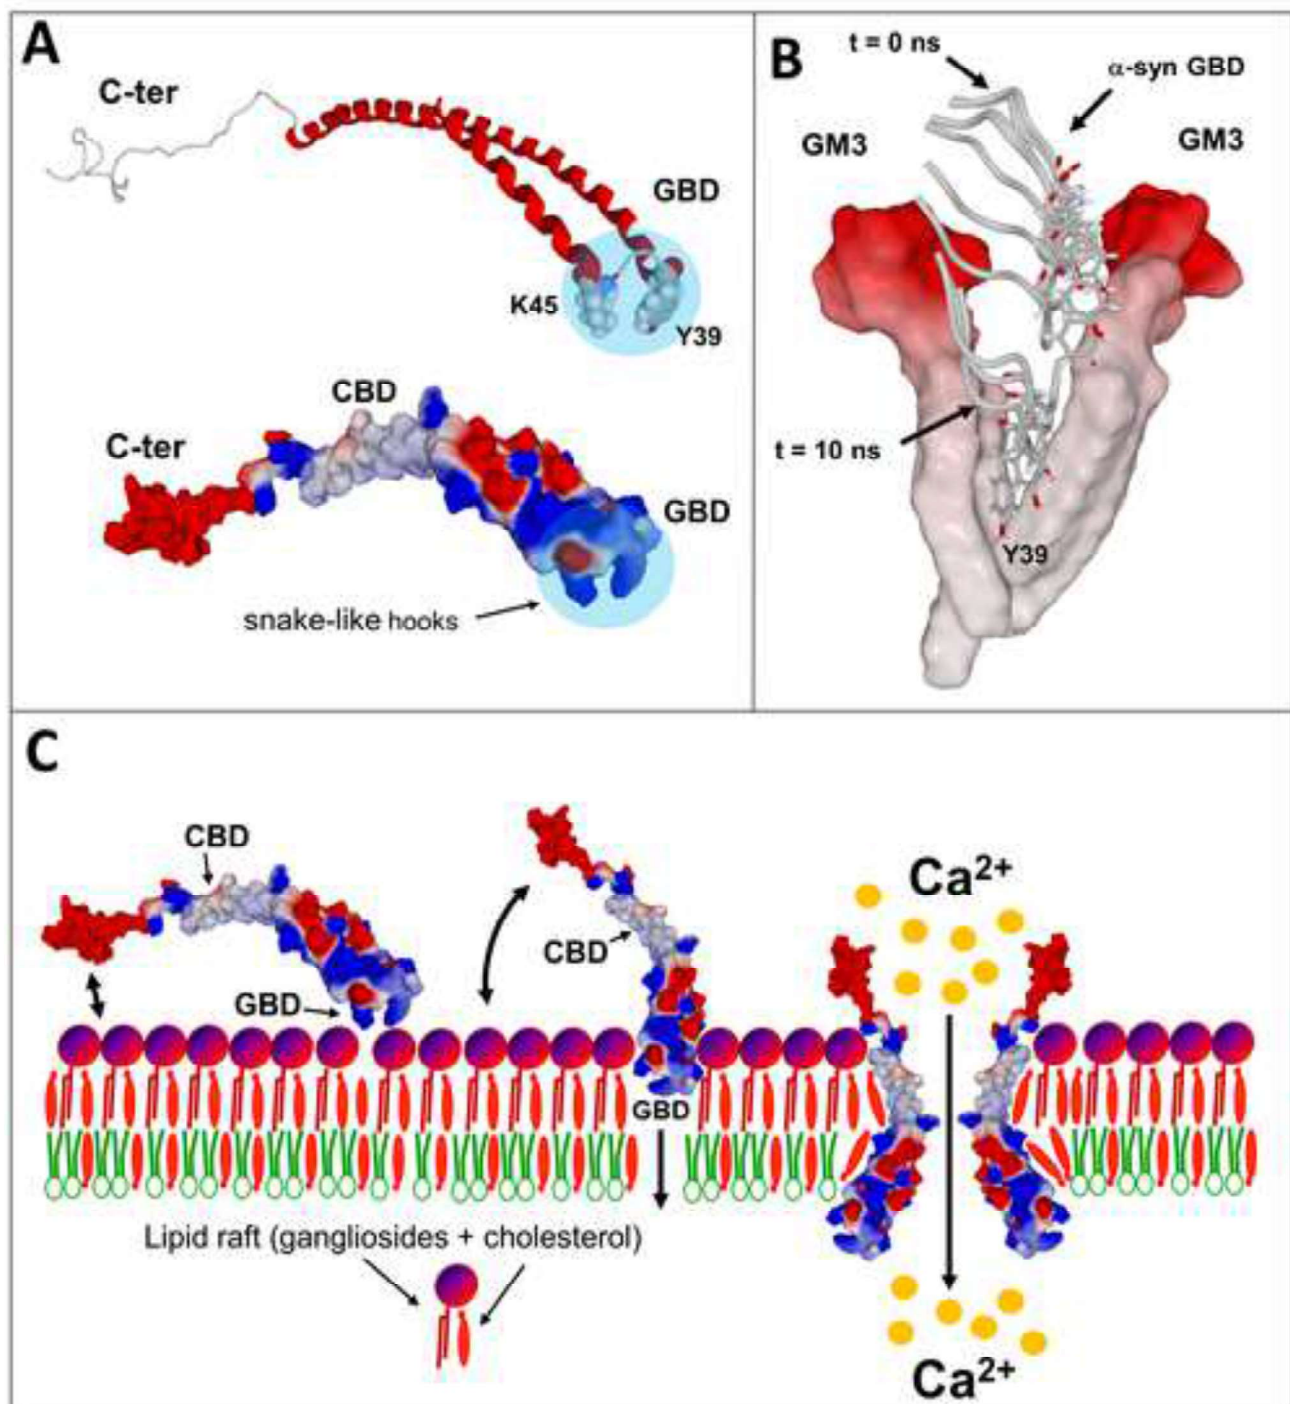 A
C-ter
GBD
K45
Y39
CBD
C-ter
GBD
snake-like hooks
B
t = 0 ns
α-syn GBD
GM3
GM3
t = 10 ns
Y39
C
CBD
GBD
CBD
GBD
Ca2+
Lipid raft (gangliosides + cholesterol)
Ca2+